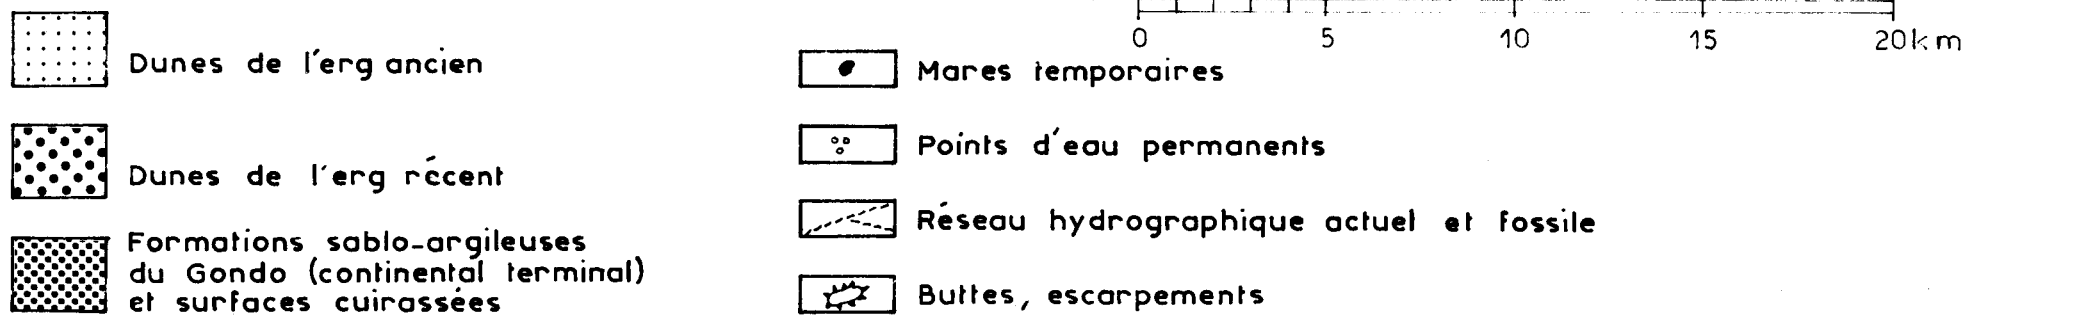 0 5 10 15 20km
Dunes de l'erg ancien
Dunes de l'erg récent
Formations sablo-argileuses
du Gondo (continental terminal)
et surfaces cuirassées
Mares temporaires
Points d'eau permanents
Réseau hydrographique actuel et fossile
Buttes, escarpements